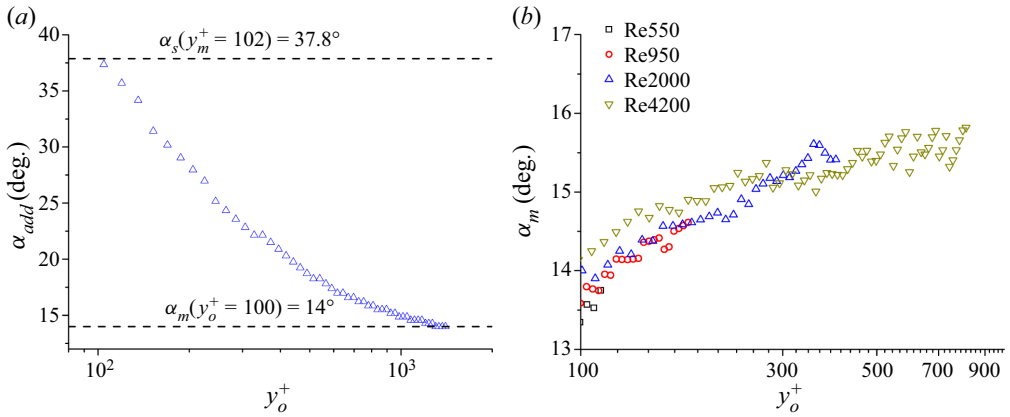 (a)
40
35
30
25
20
15
α_add (deg.)
α_s(y_m^+ = 102) = 37.8°
α_m(y_o^+ = 100) = 14°
10^2
10^3
y_o^+
(b)
17
16
15
14
13
α_m (deg.)
Re550
Re950
Re2000
Re4200
100
300
500
700
900
y_o^+